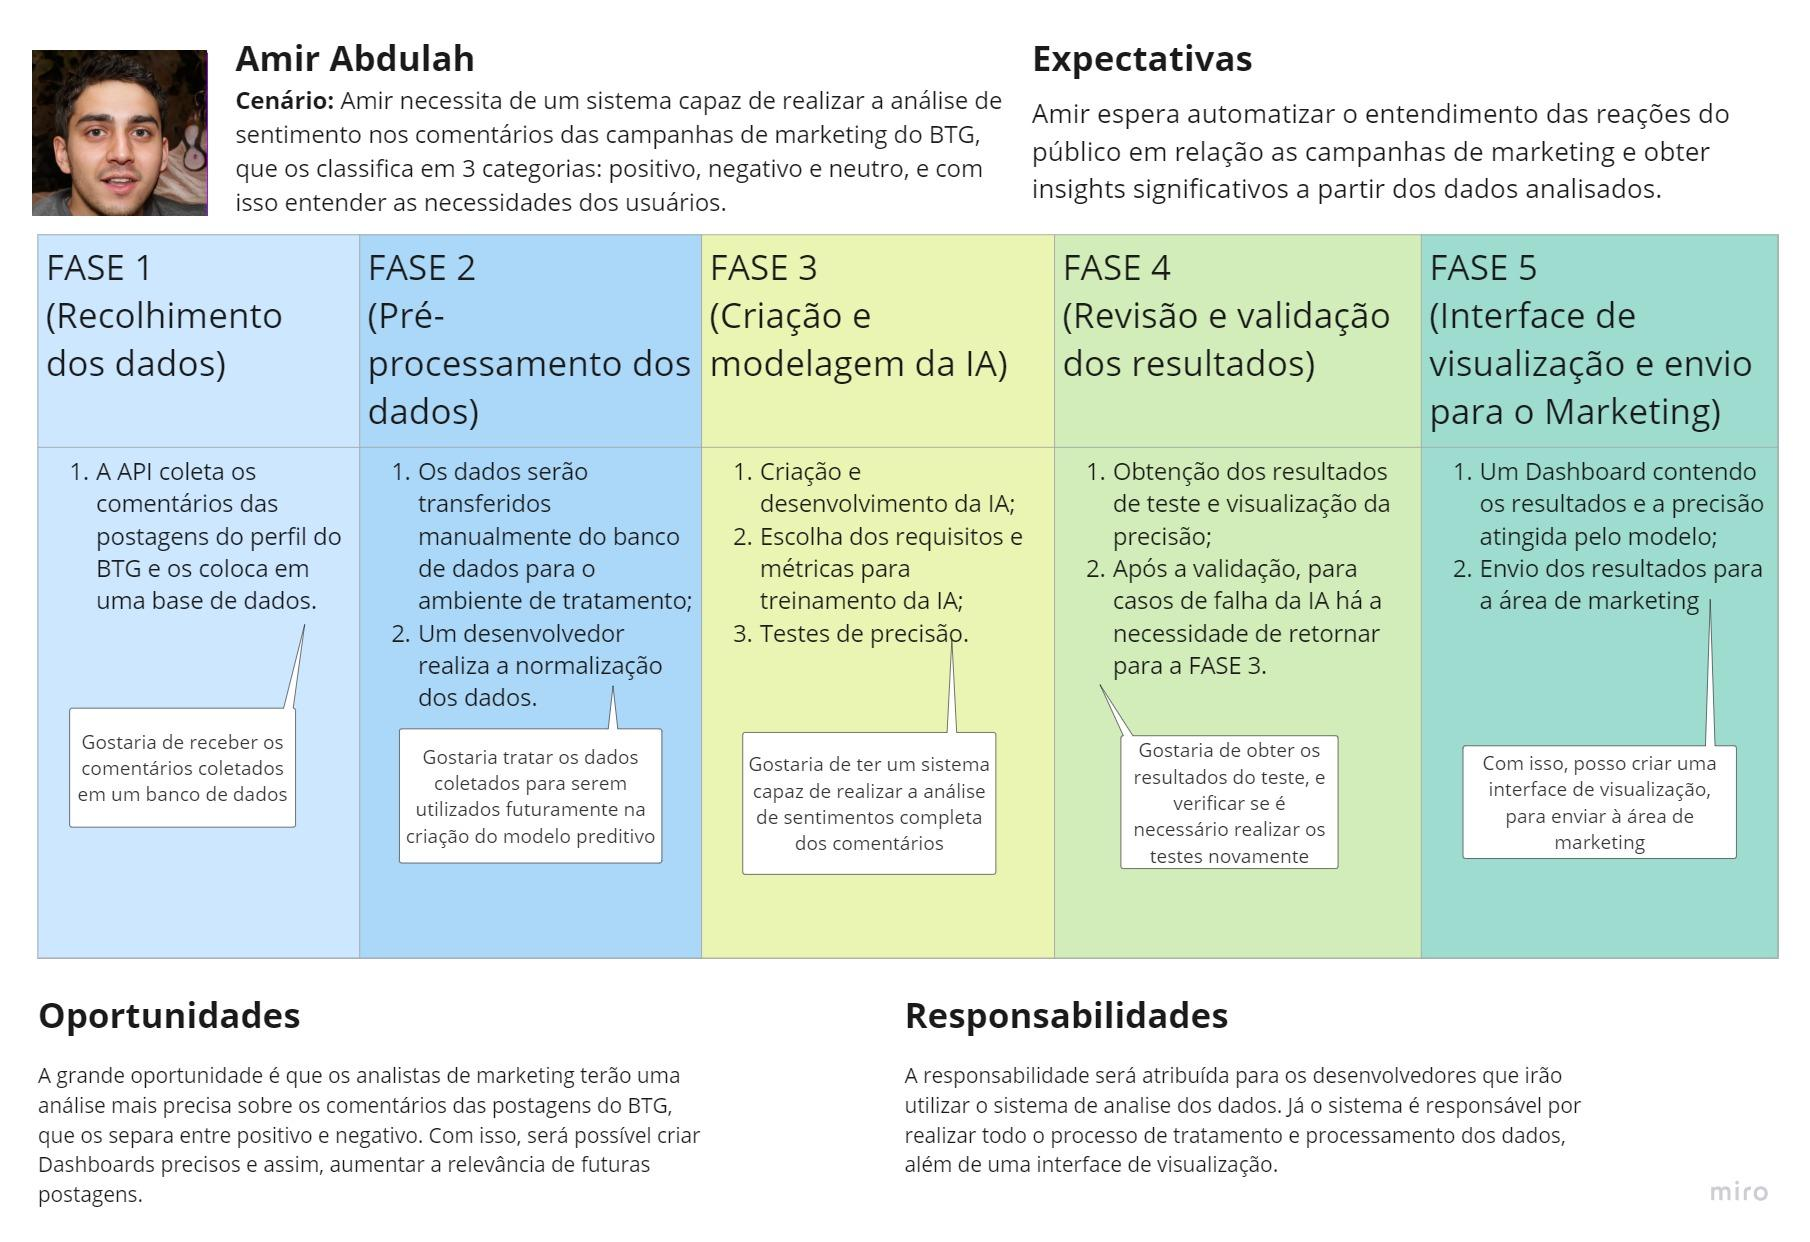 Amir Abdulah
Cenário: Amir necessita de um sistema capaz de realizar a análise de
sentimento nos comentários das campanhas de marketing do BTG,
que os classifica em 3 categorias: positivo, negativo e neutro, e com
isso entender as necessidades dos usuários.
Expectativas
Amir espera automatizar o entendimento das reações do
público em relação as campanhas de marketing e obter
insights significativos a partir dos dados analisados.
FASE 1
(Recolhimento
dos dados)
FASE 2
(Pré-
processamento dos
dados)
FASE 3
(Criação e
modelagem da IA)
FASE 4
(Revisão e validação
dos resultados)
FASE 5
(Interface de
visualização e envio
para o Marketing)
1. A API coleta os
comentários das
postagens do perfil do
BTG e os coloca em
uma base de dados.
Gostaria de receber os
comentários coletados
em um banco de dados
1. Os dados serão
transferidos
manualmente do banco
de dados para o
ambiente de tratamento;
2. Um desenvolvedor
realiza a normalização
dos dados.
Gostaria tratar os dados
coletados para serem
utilizados futuramente na
criação do modelo preditivo
1. Criação e
desenvolvimento da IA;
2. Escolha dos requisitos e
métricas para
treinamento da IA;
3. Testes de precisão.
Gostaria de ter um sistema
capaz de realizar a análise
de sentimentos completa
dos comentários
1. Obtenção dos resultados
de teste e visualização da
precisão;
2. Após a validação, para
casos de falha da IA há a
necessidade de retornar
para a FASE 3.
Gostaria de obter os
resultados do teste, e
verificar se é
necessário realizar os
testes novamente
1. Um Dashboard contendo
os resultados e a precisão
atingida pelo modelo;
2. Envio dos resultados para
a área de marketing
Com isso, posso criar uma
interface de visualização,
para enviar à área de
marketing
Oportunidades
A grande oportunidade é que os analistas de marketing terão uma
análise mais precisa sobre os comentários das postagens do BTG,
que os separa entre positivo e negativo. Com isso, será possível criar
Dashboards precisos e assim, aumentar a relevância de futuras
postagens.
Responsabilidades
A responsabilidade será atribuída para os desenvolvedores que irão
utilizar o sistema de analise dos dados. Já o sistema é responsável por
realizar todo o processo de tratamento e processamento dos dados,
além de uma interface de visualização.
miro